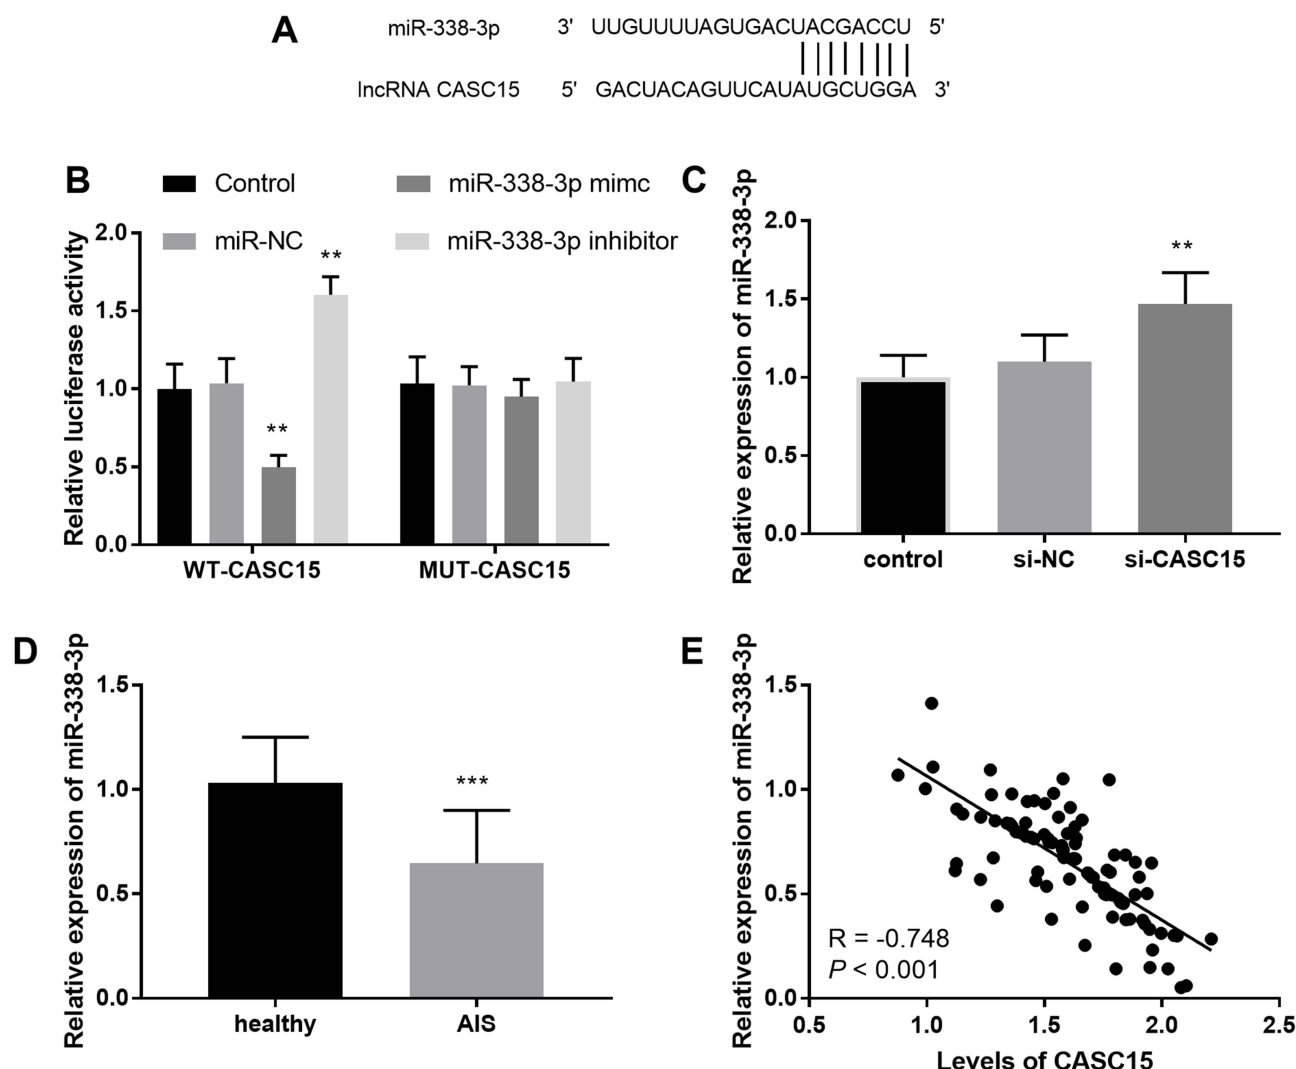 A
miR-338-3p 3' UUGUUUUAGUGACUACGACCU 5'
lncRNA CASC15 5' GACUACAGUUCAUAUGCUGGA 3'
B
Control
miR-338-3p mimc
miR-NC
miR-338-3p inhibitor
Relative luciferase activity
2.0
1.5
1.0
0.5
0.0
**
**
WT-CASC15
MUT-CASC15
C
Relative expression of miR-338-3p
2.0
1.5
1.0
0.5
0.0
**
control
si-NC
si-CASC15
D
Relative expression of miR-338-3p
1.5
1.0
0.5
0.0
***
healthy
AIS
E
Relative expression of miR-338-3p
1.5
1.0
0.5
0.0
R = -0.748
P < 0.001
0.5
1.0
1.5
2.0
2.5
Levels of CASC15